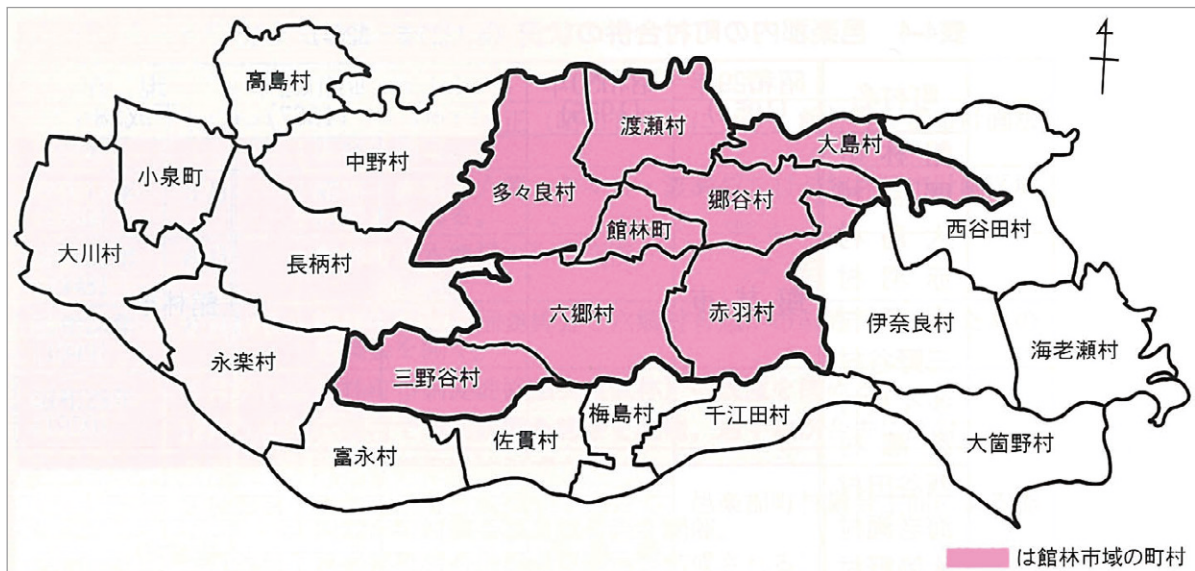 4
高島村
渡瀬村
大島村
中野村
小泉町
多々良村
郷谷村
館林町
西谷田村
大川村
長柄村
六郷村
赤羽村
伊奈良村
海老瀬村
永楽村
三野谷村
梅島村
千江田村
佐貫村
富永村
大箇野村
は館林市域の町村